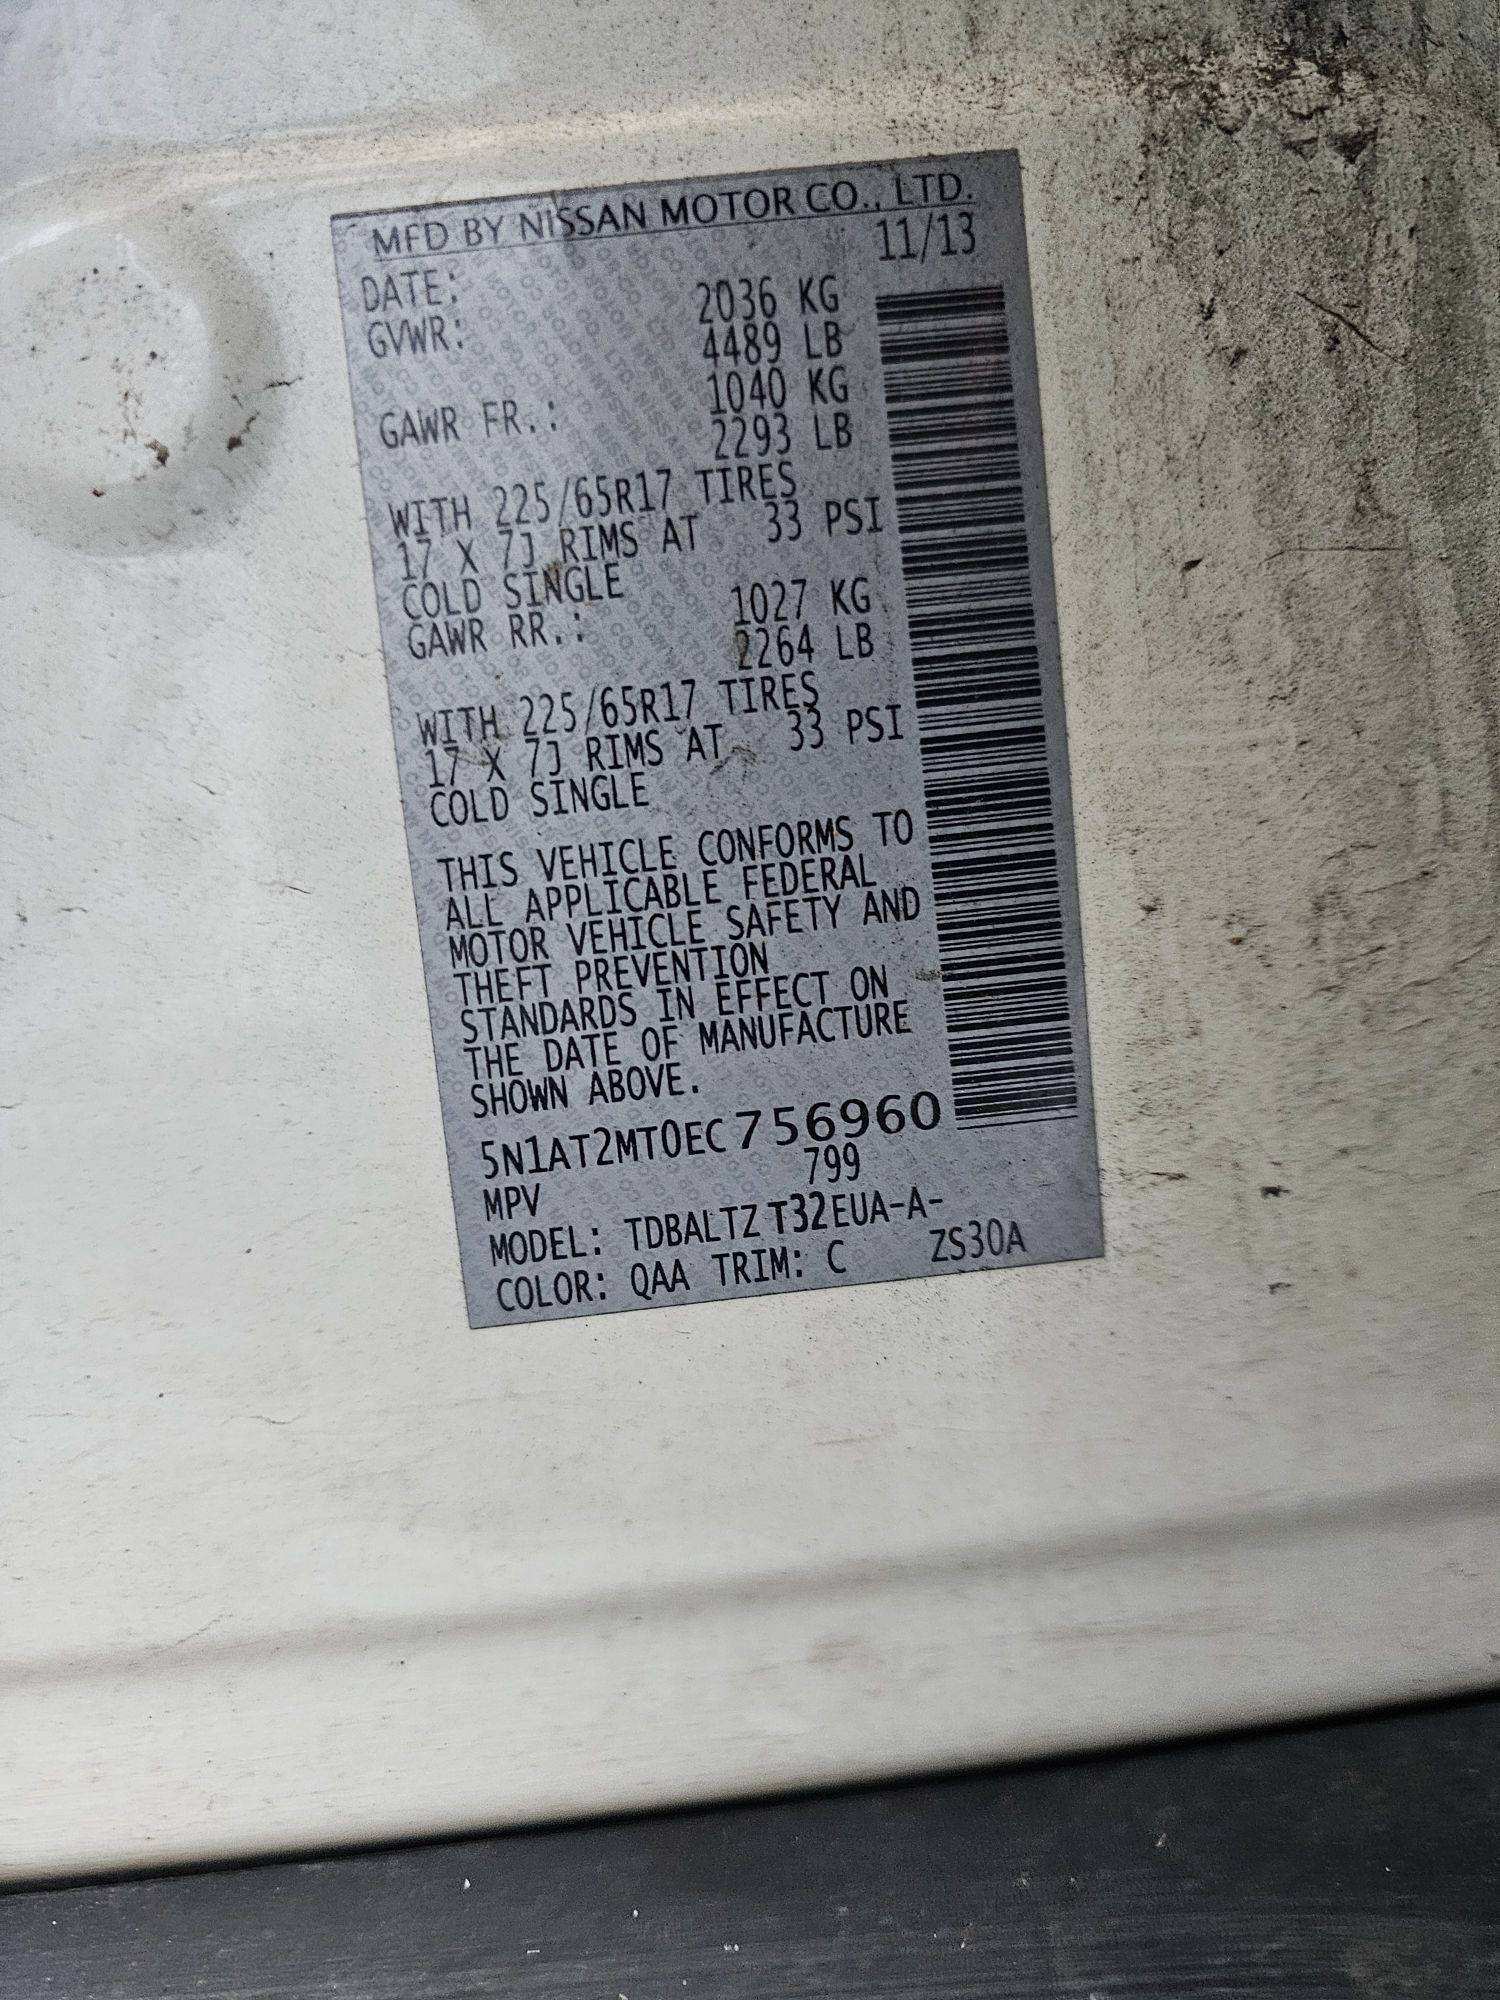 MFD BY NISSAN MOTOR CO., LTD.
DATE: 11/13
GVWR: 2036 KG
4489 LB
GAWR FR.: 1040 KG
2293 LB
WITH 225/65R17 TIRES
17 X 7J RIMS AT 33 PSI
COLD SINGLE
GAWR RR.: 1027 KG
2264 LB
WITH 225/65R17 TIRES
17 X 7J RIMS AT 33 PSI
COLD SINGLE
THIS VEHICLE CONFORMS TO
ALL APPLICABLE FEDERAL
MOTOR VEHICLE SAFETY AND
THEFT PREVENTION
STANDARDS IN EFFECT ON
THE DATE OF MANUFACTURE
SHOWN ABOVE.
5N1AT2MT0EC756960
MPV 799
MODEL: TDBALTZ T32EUA-A-
COLOR: QAA TRIM: C ZS30A